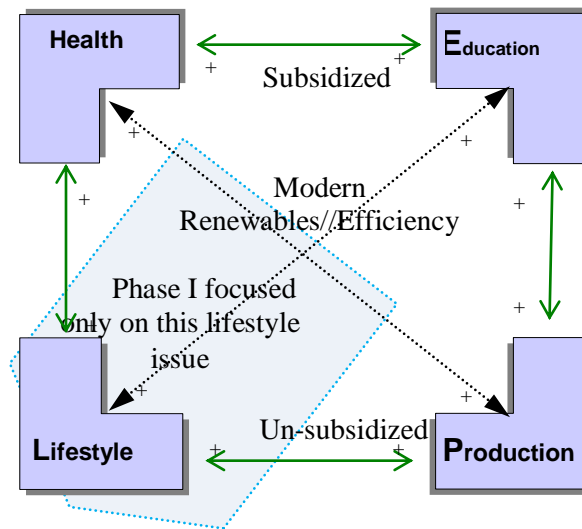 Health
Education
+ +
Subsidized
+ +
+ +
Modern
Renewables//Efficiency
Phase I focused
only on this lifestyle
issue
+ +
+ +
Un-subsidized
+ +
Lifestyle
Production